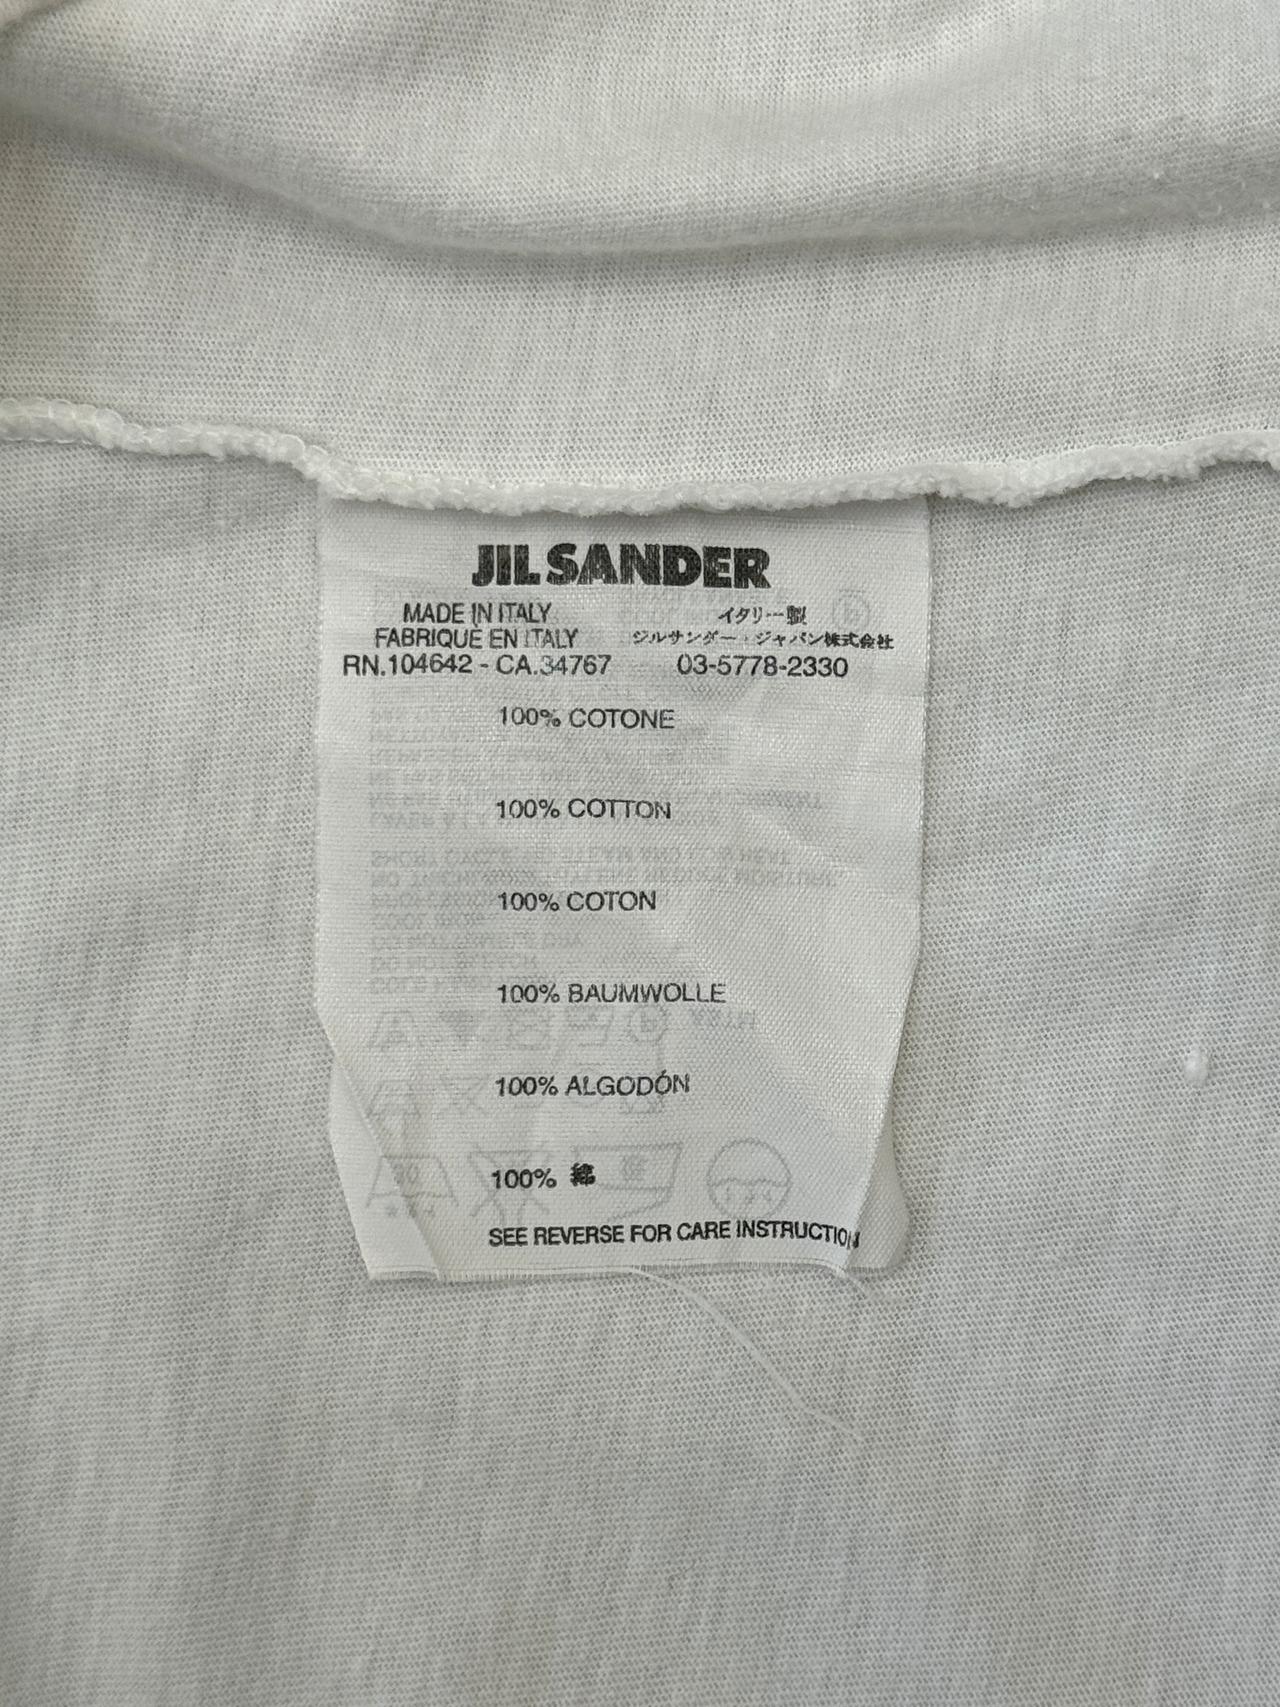 JIL SANDER
MADE IN ITALY
FABRIQUÉ EN ITALY
RN.104642 - CA.34767
イタリー製
ジルサンダー・ジャパン株式会社
03-5778-2330
100% COTONE
100% COTTON
100% COTON
100% BAUMWOLLE
100% ALGODÓN
100% 綿
SEE REVERSE FOR CARE INSTRUCTION